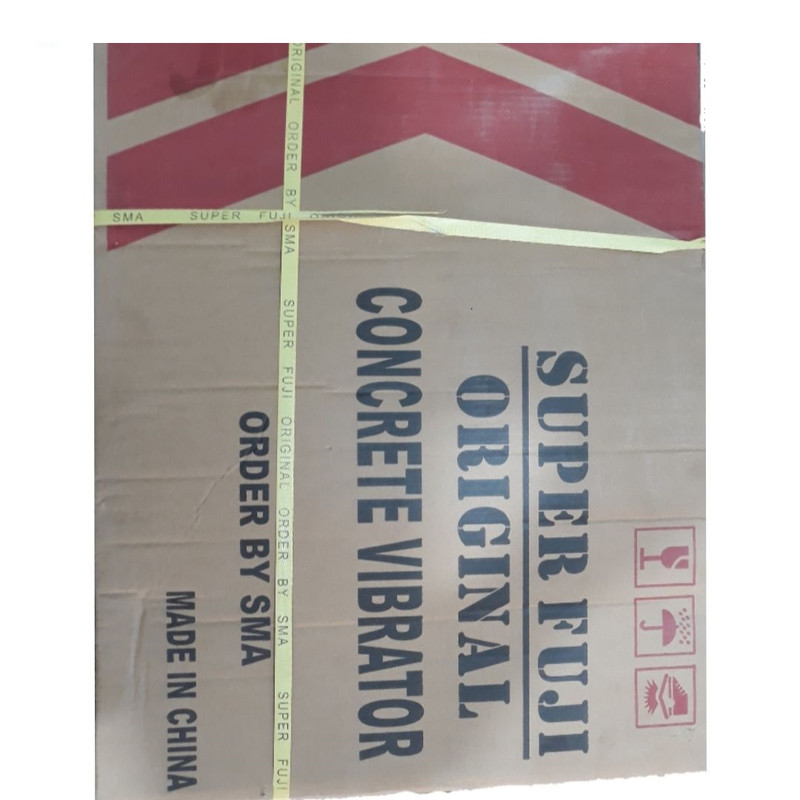 SUPER FUJI
ORIGINAL
CONCRETE VIBRATOR
ORDER BY SMA
MADE IN CHINA
ORIGINAL ORDER BY SMA SUPER FUJI ORIGINAL ORDER BY SMA SUPER FUJI
SMA SUPER FUJI